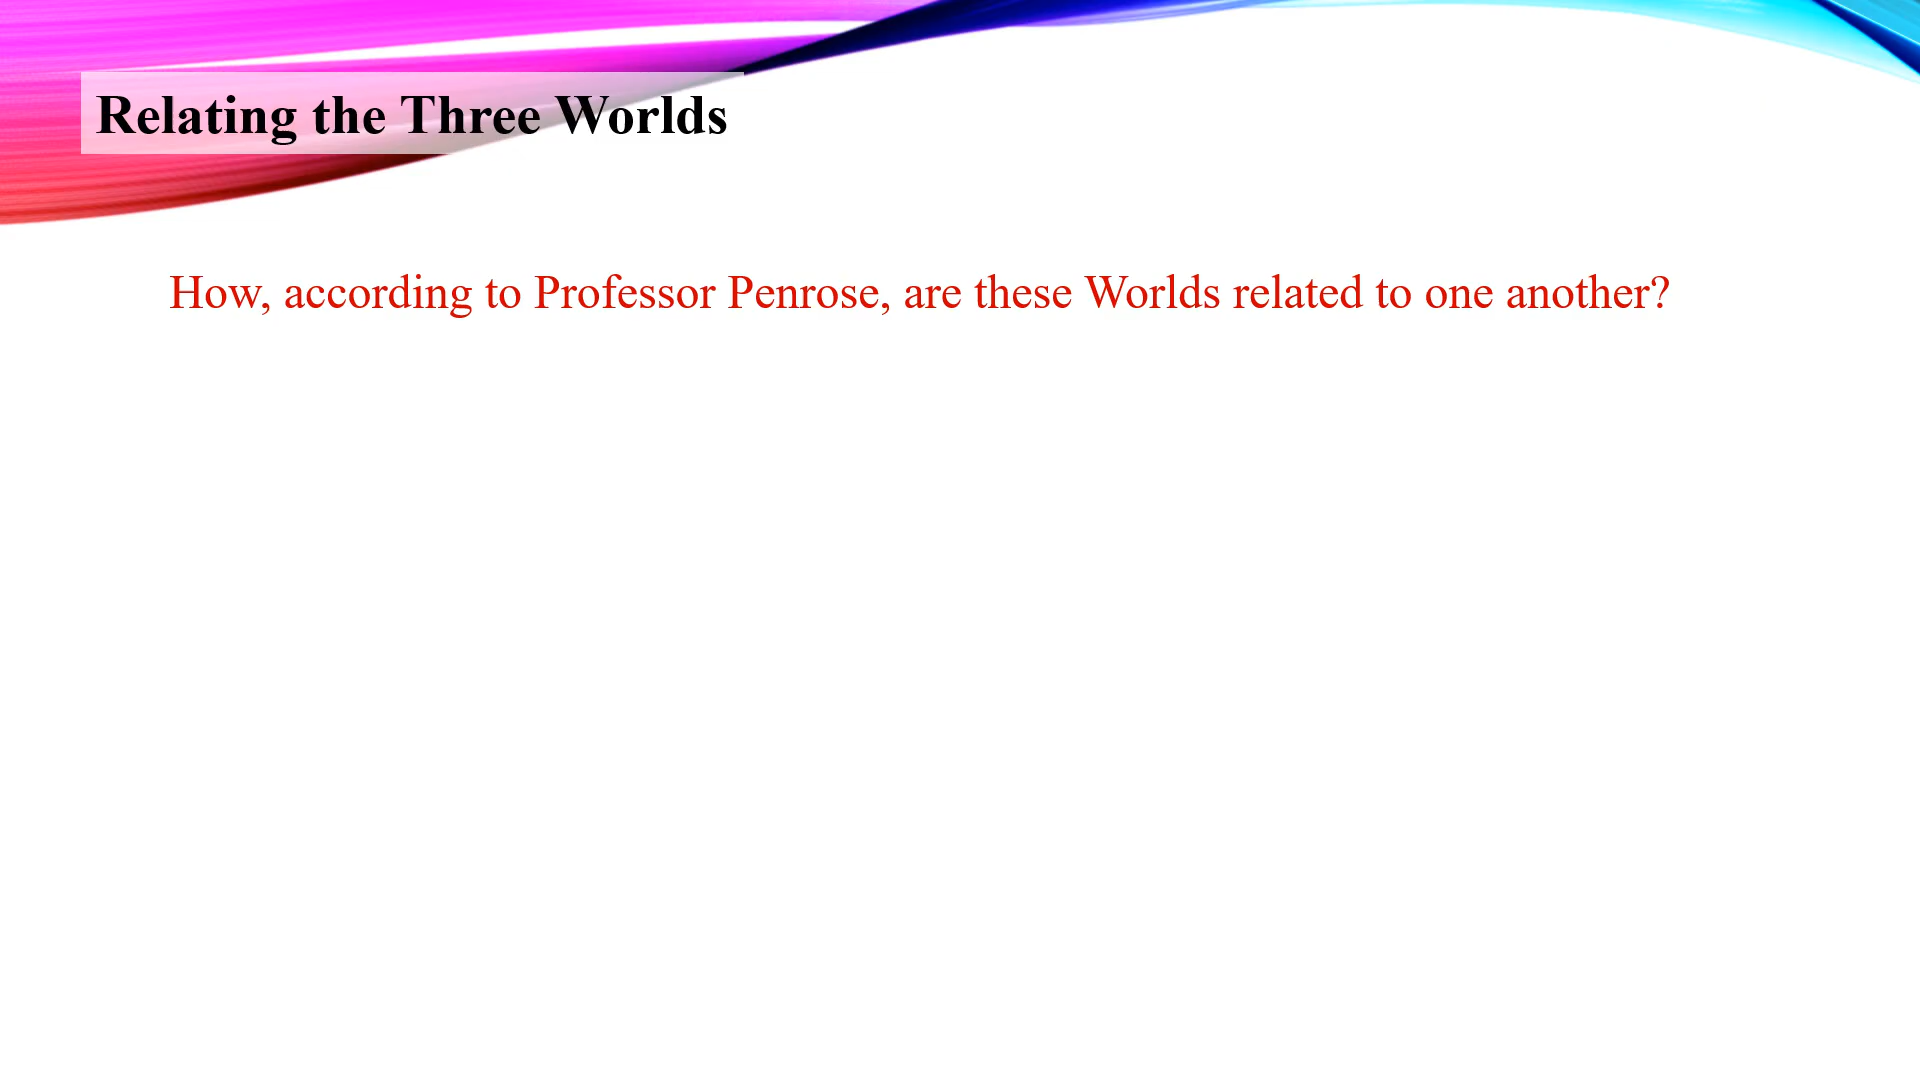 Relating the Three Worlds
How, according to Professor Penrose, are these Worlds related to one another?